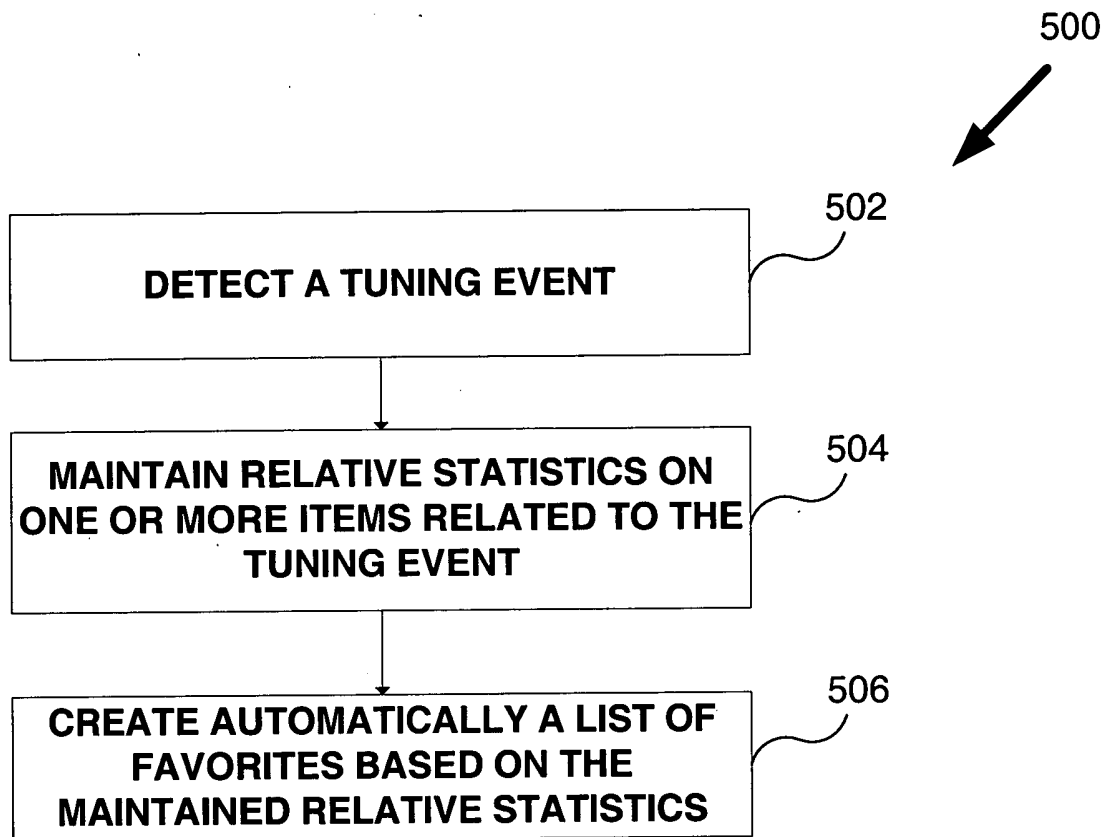 500
502
DETECT A TUNING EVENT
504
MAINTAIN RELATIVE STATISTICS ON
ONE OR MORE ITEMS RELATED TO THE
TUNING EVENT
506
CREATE AUTOMATICALLY A LIST OF
FAVORITES BASED ON THE
MAINTAINED RELATIVE STATISTICS